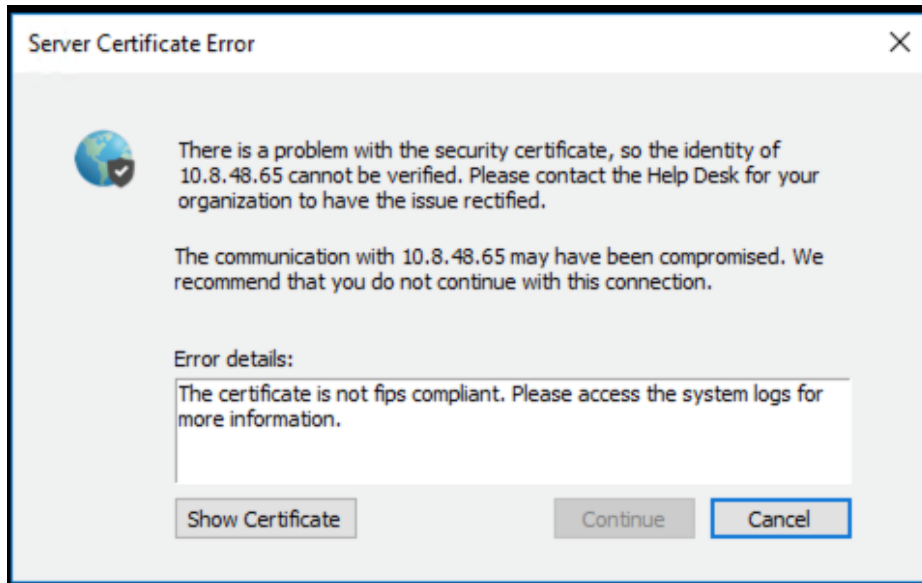 Server Certificate Error
There is a problem with the security certificate, so the identity of
10.8.48.65 cannot be verified. Please contact the Help Desk for your
organization to have the issue rectified.
The communication with 10.8.48.65 may have been compromised. We
recommend that you do not continue with this connection.
Error details:
The certificate is not fips compliant. Please access the system logs for
more information.
Show Certificate
Continue
Cancel